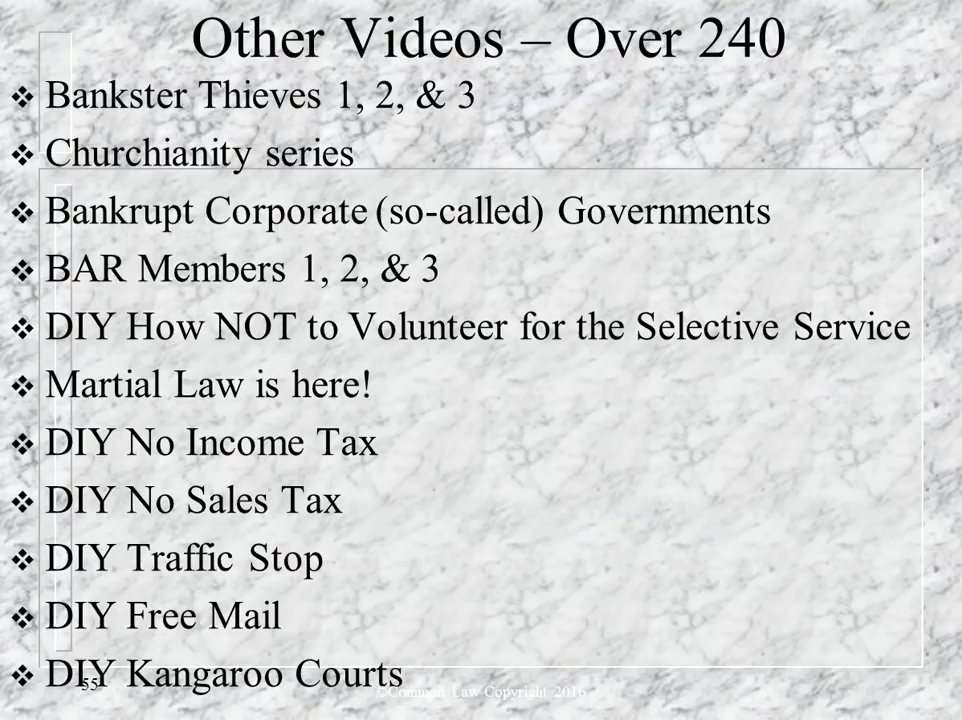 Other Videos – Over 240
❖ Bankster Thieves 1, 2, & 3
❖ Churchianity series
❖ Bankrupt Corporate (so-called) Governments
❖ BAR Members 1, 2, & 3
❖ DIY How NOT to Volunteer for the Selective Service
❖ Martial Law is here!
❖ DIY No Income Tax
❖ DIY No Sales Tax
❖ DIY Traffic Stop
❖ DIY Free Mail
❖ DIY Kangaroo Courts
55
©Common Law Copyright 2016